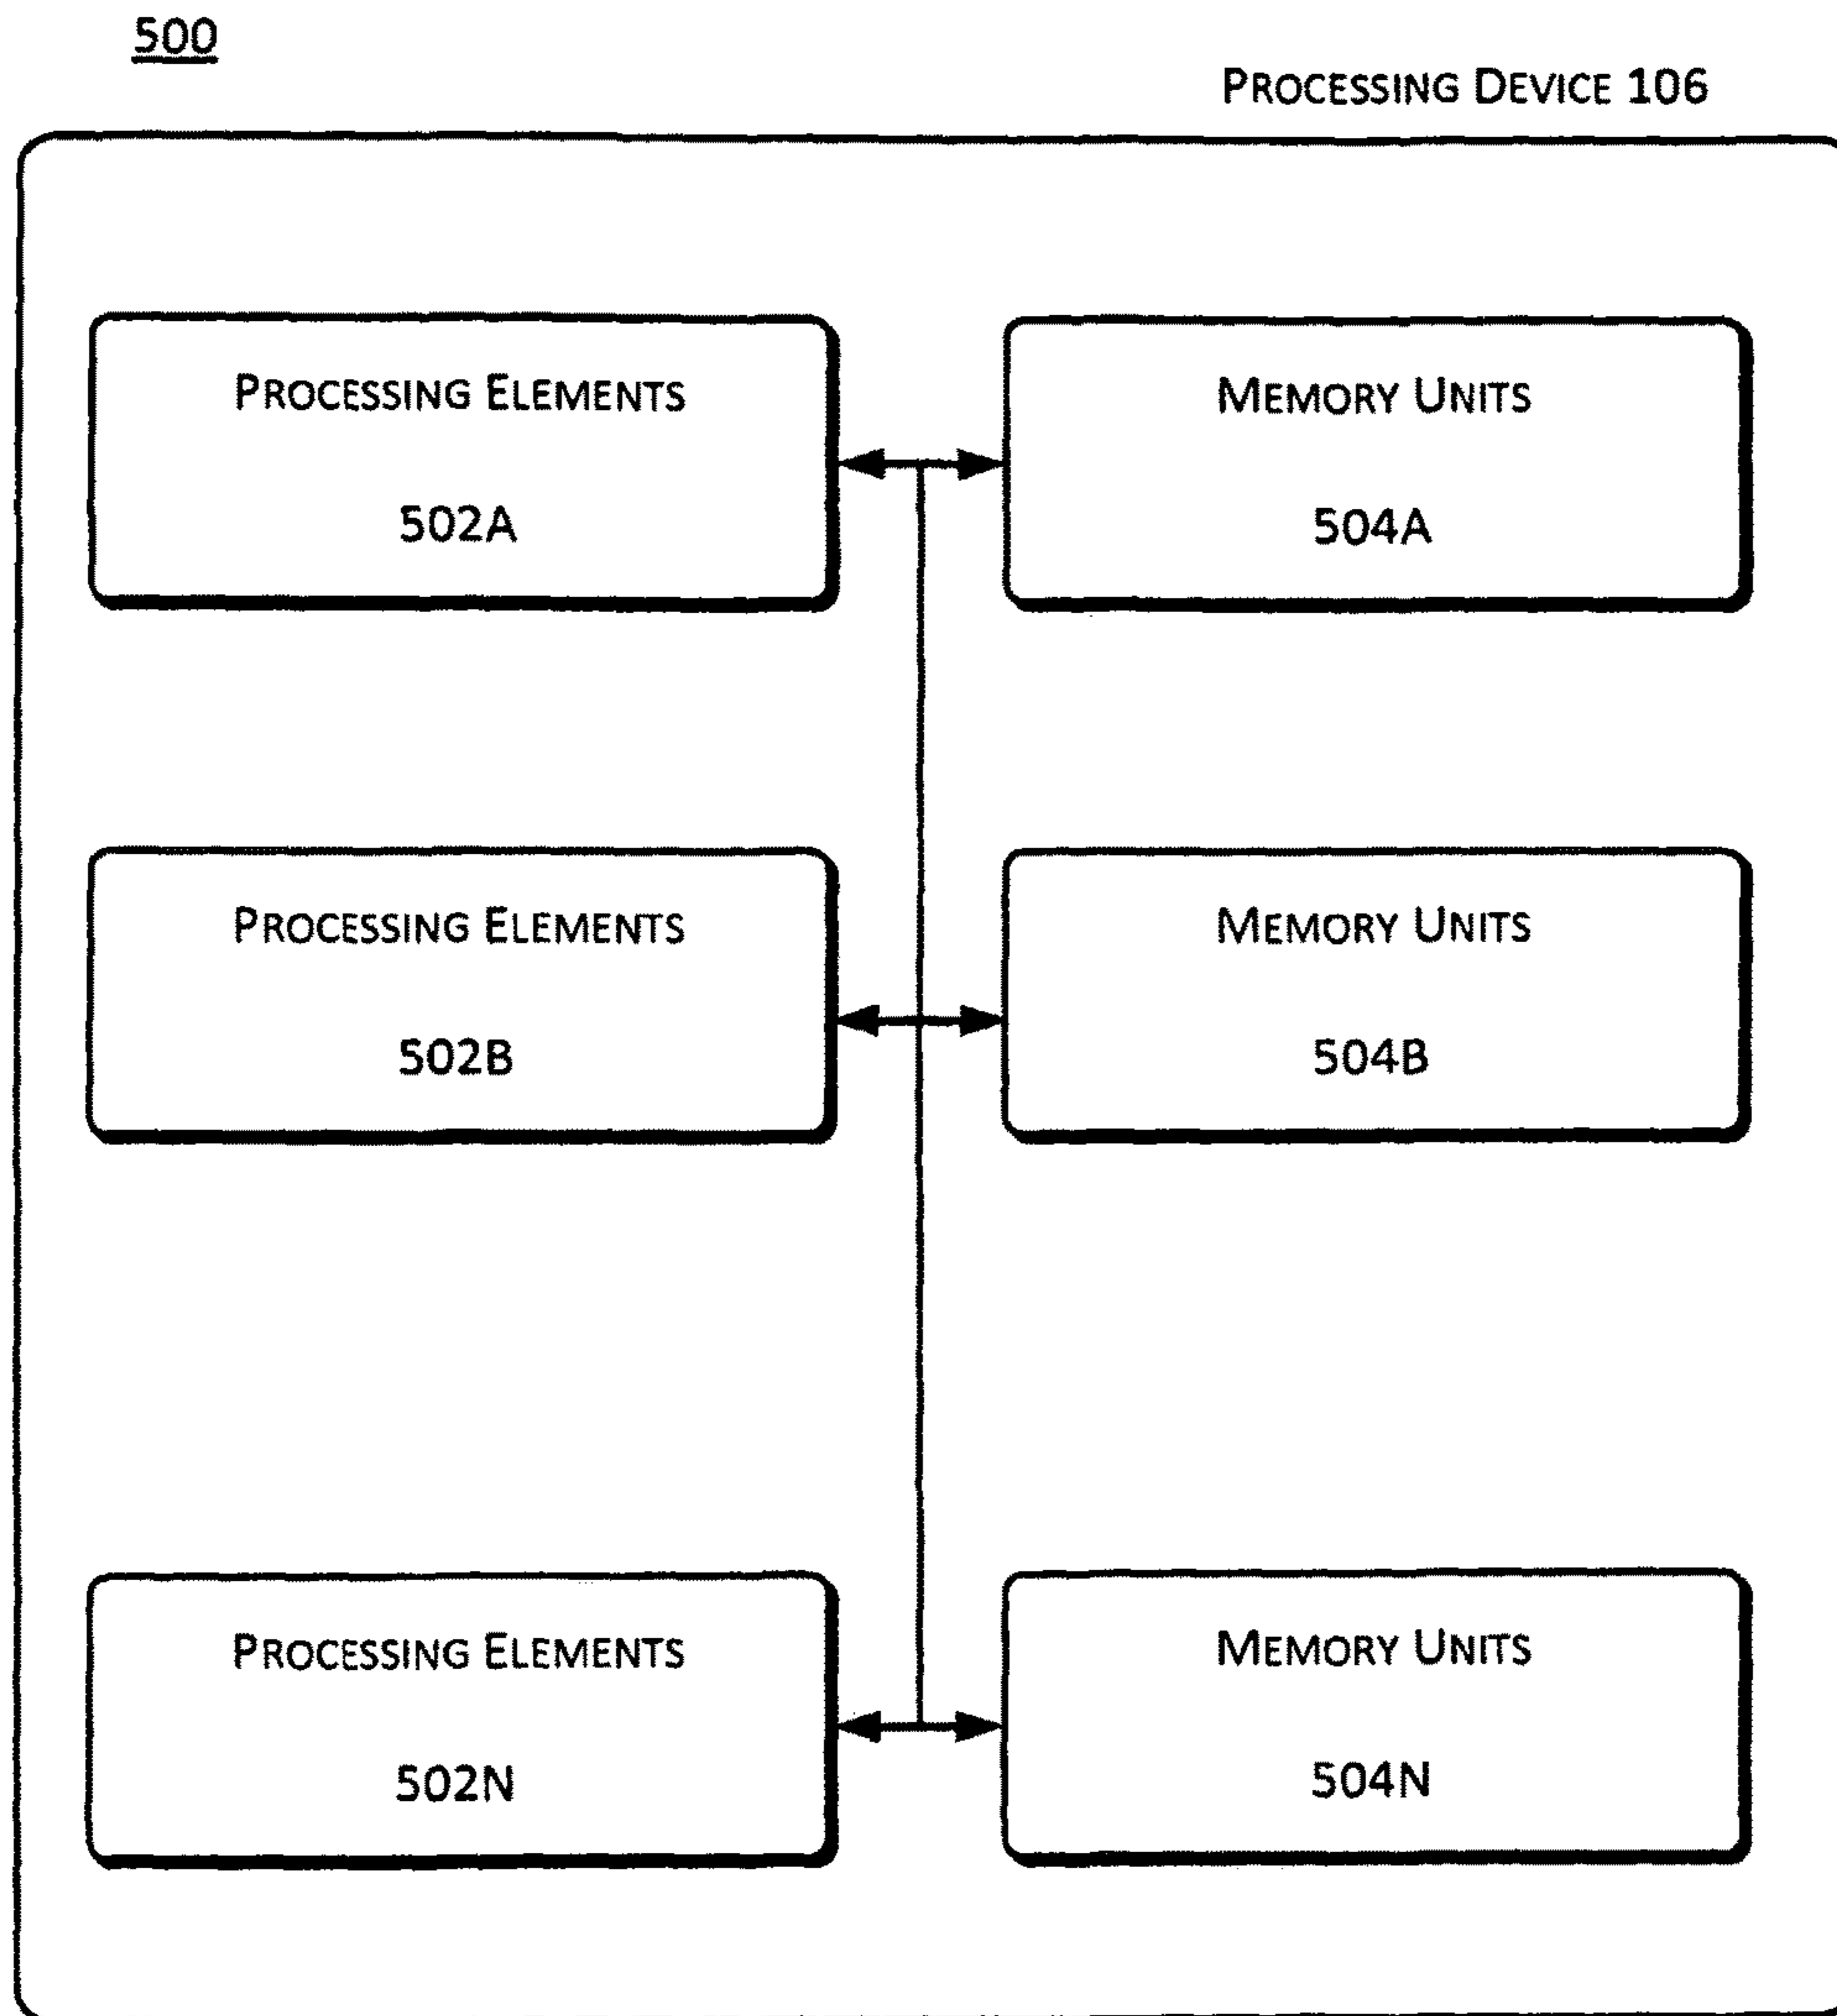 500
PROCESSING DEVICE 106
PROCESSING ELEMENTS
502A
MEMORY UNITS
504A
PROCESSING ELEMENTS
502B
MEMORY UNITS
504B
PROCESSING ELEMENTS
502N
MEMORY UNITS
504N